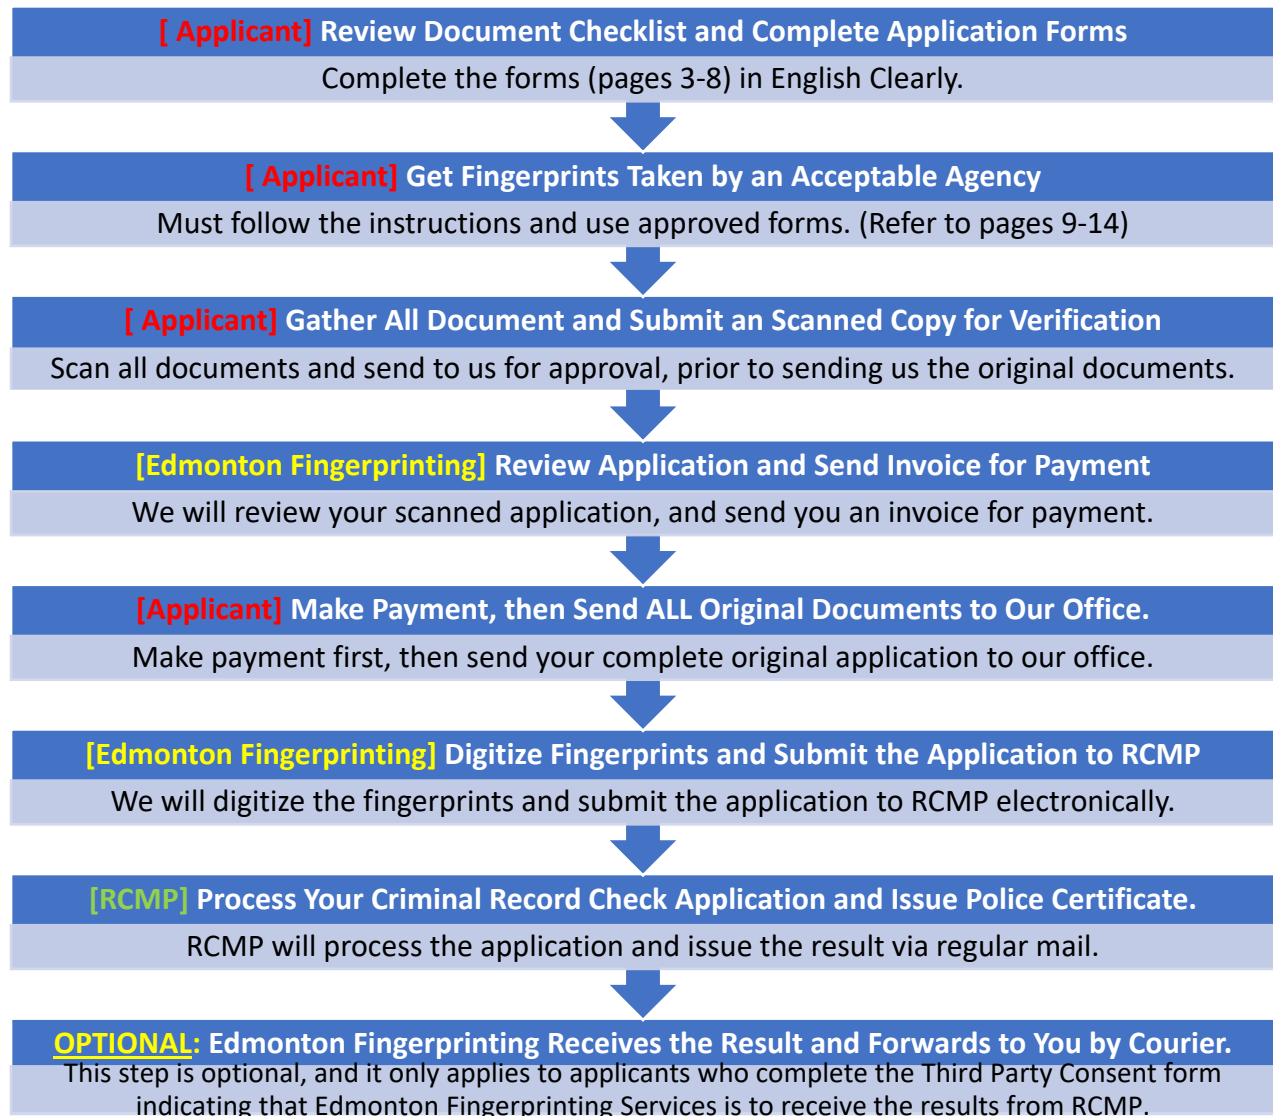 [ Applicant] Review Document Checklist and Complete Application Forms
Complete the forms (pages 3-8) in English Clearly.
[ Applicant] Get Fingerprints Taken by an Acceptable Agency
Must follow the instructions and use approved forms. (Refer to pages 9-14)
[ Applicant] Gather All Document and Submit an Scanned Copy for Verification
Scan all documents and send to us for approval, prior to sending us the original documents.
[Edmonton Fingerprinting] Review Application and Send Invoice for Payment
We will review your scanned application, and send you an invoice for payment.
[Applicant] Make Payment, then Send ALL Original Documents to Our Office.
Make payment first, then send your complete original application to our office.
[Edmonton Fingerprinting] Digitize Fingerprints and Submit the Application to RCMP
We will digitize the fingerprints and submit the application to RCMP electronically.
[RCMP] Process Your Criminal Record Check Application and Issue Police Certificate.
RCMP will process the application and issue the result via regular mail.
OPTIONAL: Edmonton Fingerprinting Receives the Result and Forwards to You by Courier.
This step is optional, and it only applies to applicants who complete the Third Party Consent form
indicating that Edmonton Fingerprinting Services is to receive the results from RCMP.